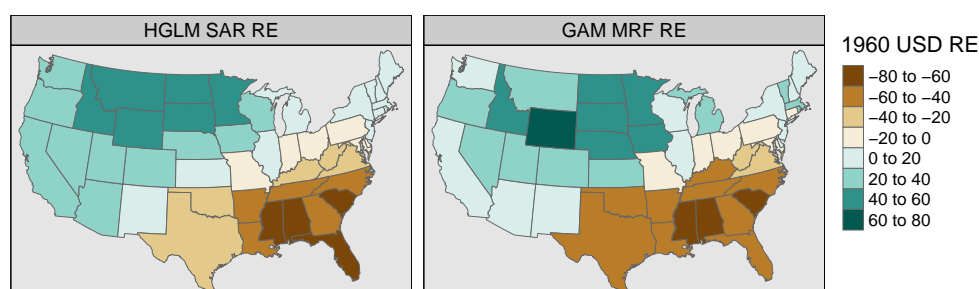 HGLM SAR RE
GAM MRF RE
1960 USD RE
−80 to −60
−60 to −40
−40 to −20
−20 to 0
0 to 20
20 to 40
40 to 60
60 to 80